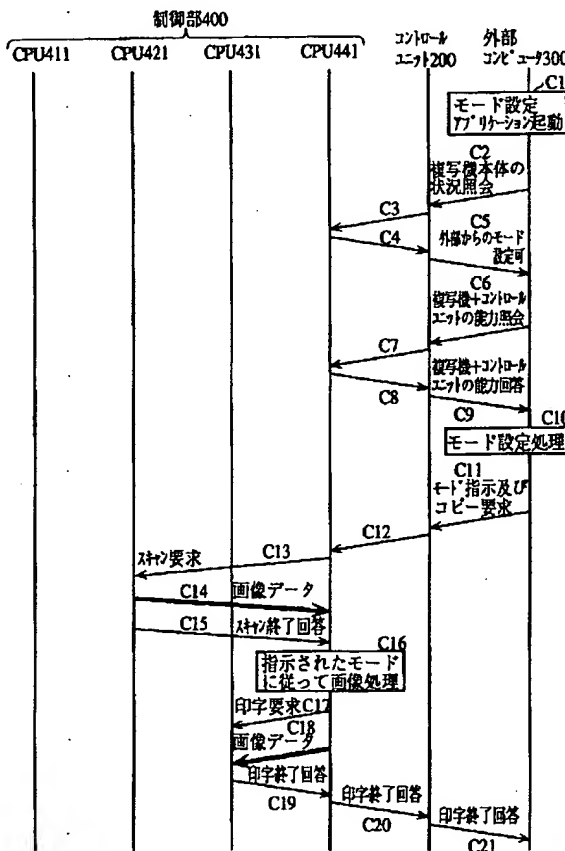 制御部400
CPU411
CPU421
CPU431
CPU441
コントロール
ユニット200
外部
コンピュータ300
C1
モード設定
アプリケーション起動
C2
複写機本体の
状況照会
C3
C4
C5
外部からのモード
設定可
C6
複写機+コントロール
ユニットの能力照会
C7
複写機+コントロール
ユニットの能力回答
C8
C9
C10
モード設定処理
C11
モード指示及び
コピー要求
C12
C13
スキャン要求
C14
画像データ
C15
スキャン終了回答
C16
指示されたモード
に従って画像処理
印字要求C17
C18
画像データ
印字終了回答
C19
印字終了回答
C20
印字終了回答
C21